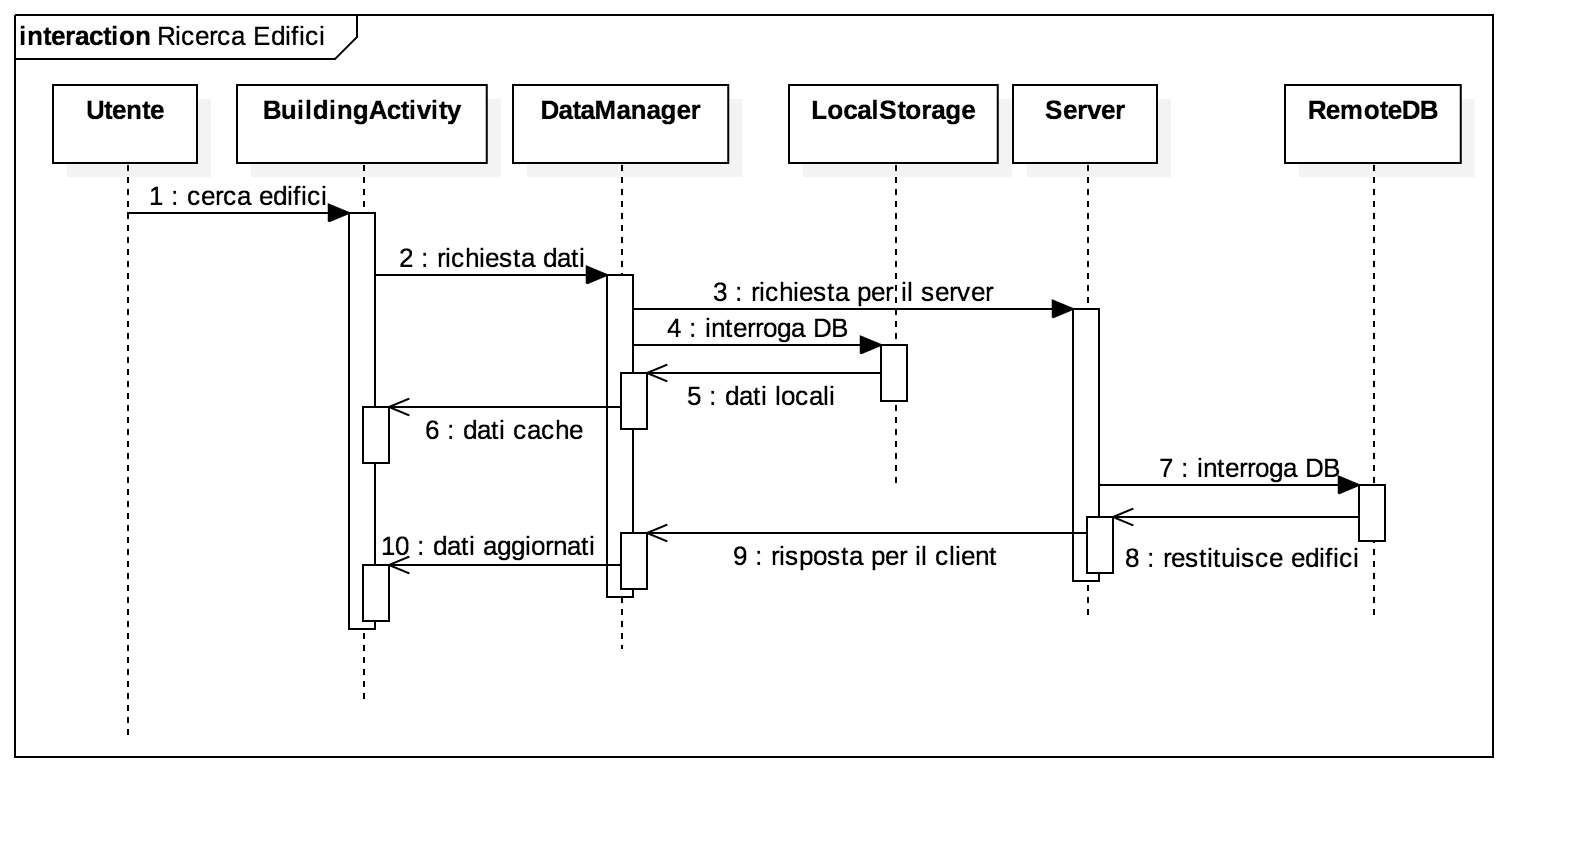 interaction Ricerca Edifici
Utente
BuildingActivity
DataManager
LocalStorage
Server
RemoteDB
1 : cerca edifici
2 : richiesta dati
3 : richiesta per il server
4 : interroga DB
5 : dati locali
6 : dati cache
7 : interroga DB
8 : restituisce edifici
9 : risposta per il client
10 : dati aggiornati